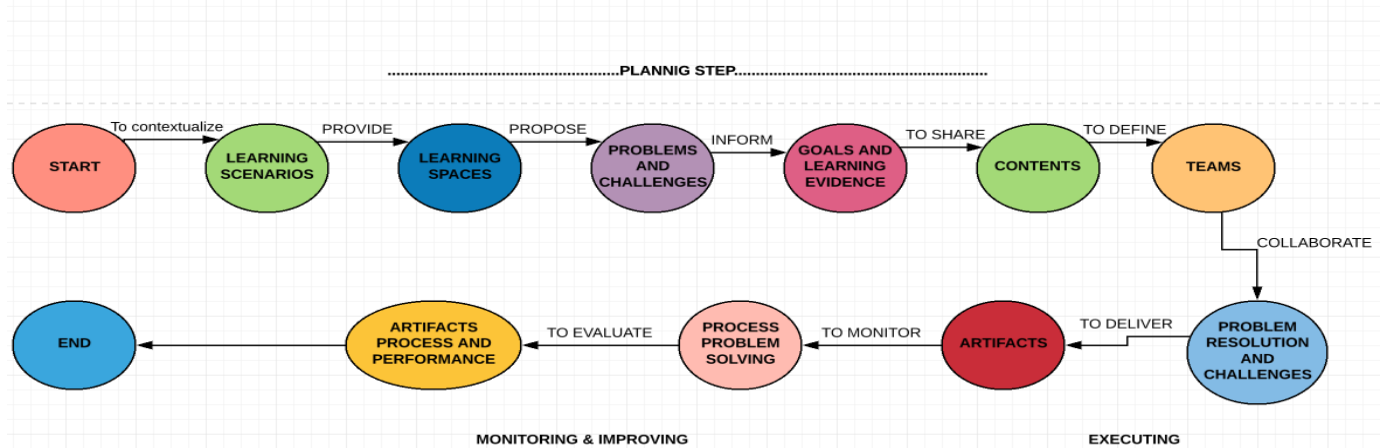 PLANNIG STEP
To contextualize
PROVIDE
PROPOSE
INFORM
TO SHARE
TO DEFINE
START
LEARNING
SCENARIOS
LEARNING
SPACES
PROBLEMS
AND
CHALLENGES
GOALS AND
LEARNING
EVIDENCE
CONTENTS
TEAMS
COLLABORATE
PROBLEM
RESOLUTION
AND
CHALLENGES
TO DELIVER
ARTIFACTS
TO MONITOR
PROCESS
PROBLEM
SOLVING
TO EVALUATE
ARTIFACTS
PROCESS AND
PERFORMANCE
END
MONITORING & IMPROVING
EXECUTING